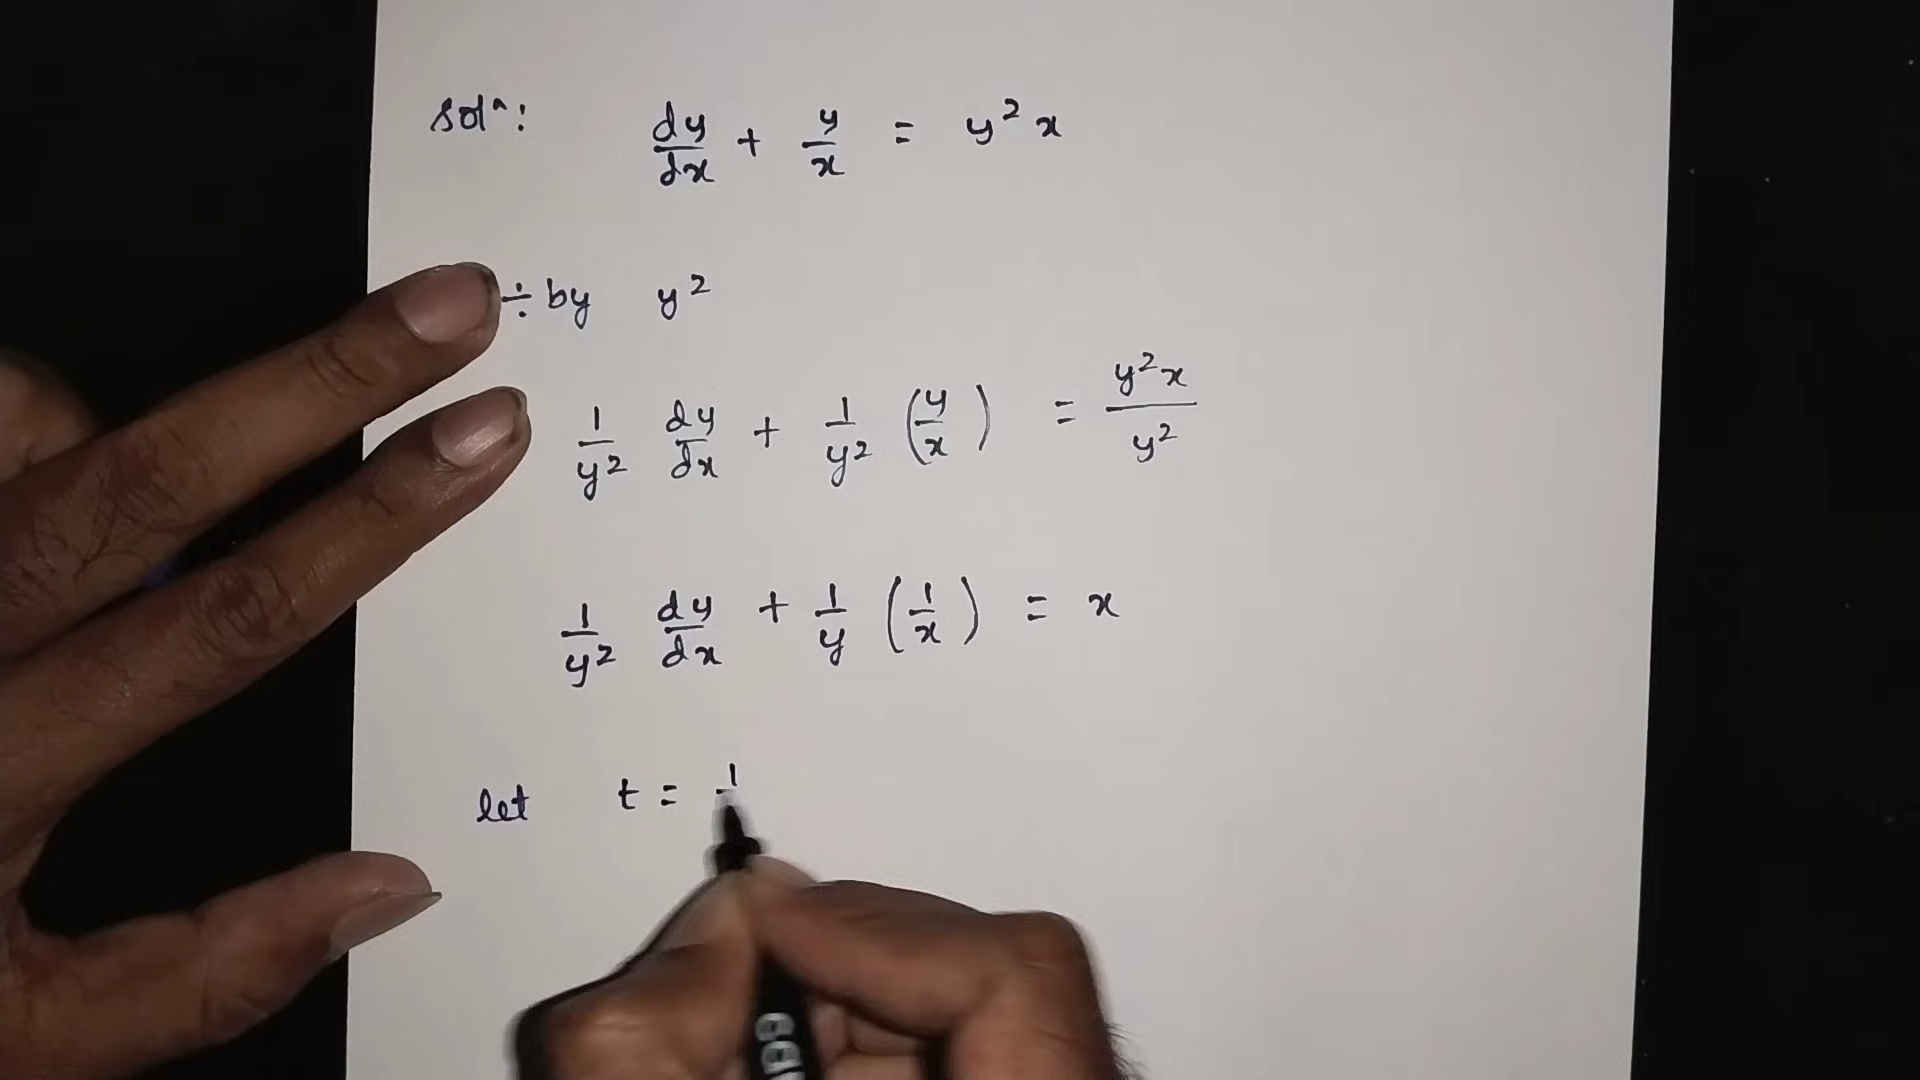 solⁿ: dy/dx + y/x = y² x
÷ by y²
1/y² dy/dx + 1/y² (y/x) = y²x/y²
1/y² dy/dx + 1/y (1/x) = x
let t = 1